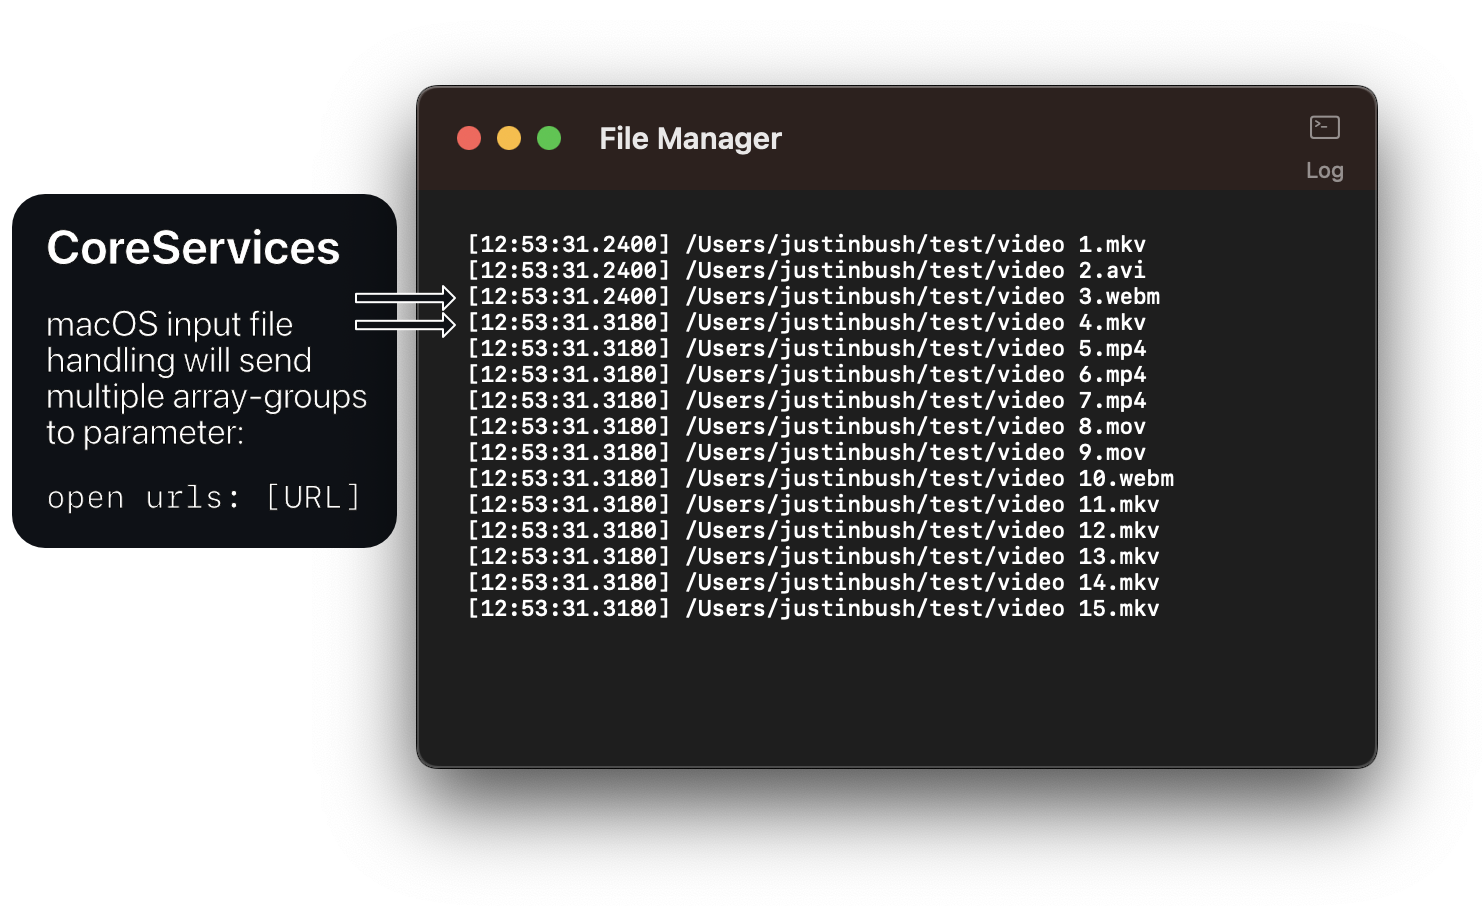 File Manager
Log
CoreServices
macOS input file
handling will send
multiple array-groups
to parameter:
open urls: [URL]
[12:53:31.2400] /Users/justinbush/test/video 1.mkv
[12:53:31.2400] /Users/justinbush/test/video 2.avi
[12:53:31.2400] /Users/justinbush/test/video 3.webm
[12:53:31.3180] /Users/justinbush/test/video 4.mkv
[12:53:31.3180] /Users/justinbush/test/video 5.mp4
[12:53:31.3180] /Users/justinbush/test/video 6.mp4
[12:53:31.3180] /Users/justinbush/test/video 7.mp4
[12:53:31.3180] /Users/justinbush/test/video 8.mov
[12:53:31.3180] /Users/justinbush/test/video 9.mov
[12:53:31.3180] /Users/justinbush/test/video 10.webm
[12:53:31.3180] /Users/justinbush/test/video 11.mkv
[12:53:31.3180] /Users/justinbush/test/video 12.mkv
[12:53:31.3180] /Users/justinbush/test/video 13.mkv
[12:53:31.3180] /Users/justinbush/test/video 14.mkv
[12:53:31.3180] /Users/justinbush/test/video 15.mkv